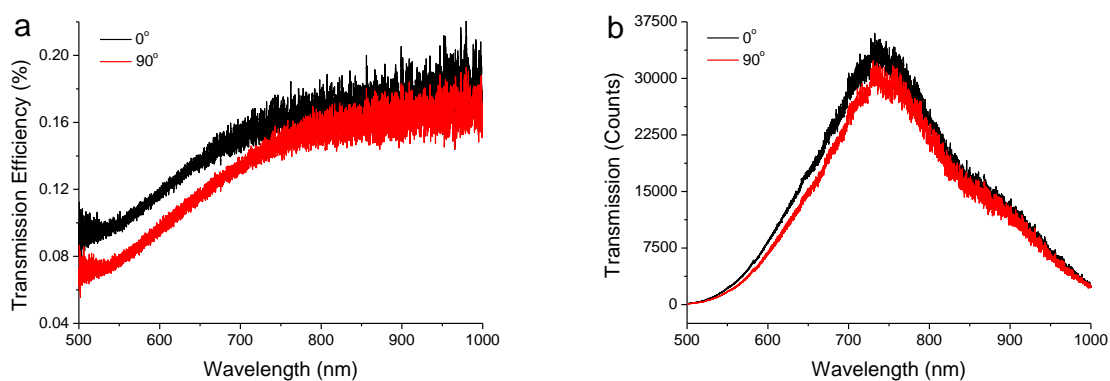 a
0°
90°
Transmission Efficiency (%)
0.20
0.16
0.12
0.08
0.04
500 600 700 800 900 1000
Wavelength (nm)
b
0°
90°
Transmission (Counts)
37500
30000
22500
15000
7500
0
500 600 700 800 900 1000
Wavelength (nm)